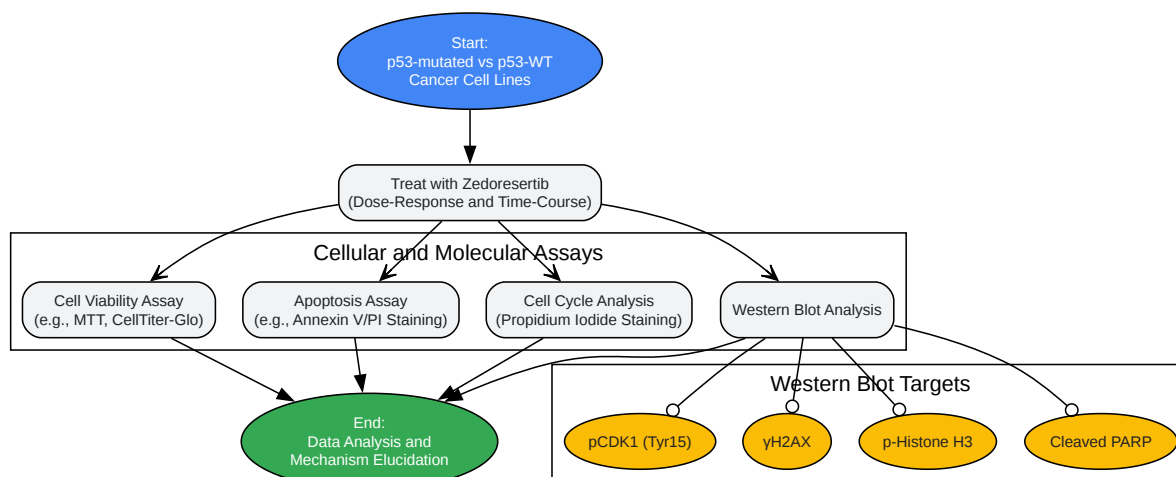 Start:
p53-mutated vs p53-WT
Cancer Cell Lines
Treat with Zedoresertib
(Dose-Response and Time-Course)
Cellular and Molecular Assays
Cell Viability Assay
(e.g., MTT, CellTiter-Glo)
Apoptosis Assay
(e.g., Annexin V/PI Staining)
Cell Cycle Analysis
(Propidium Iodide Staining)
Western Blot Analysis
Western Blot Targets
End:
Data Analysis and
Mechanism Elucidation
pCDK1 (Tyr15)
γH2AX
p-Histone H3
Cleaved PARP